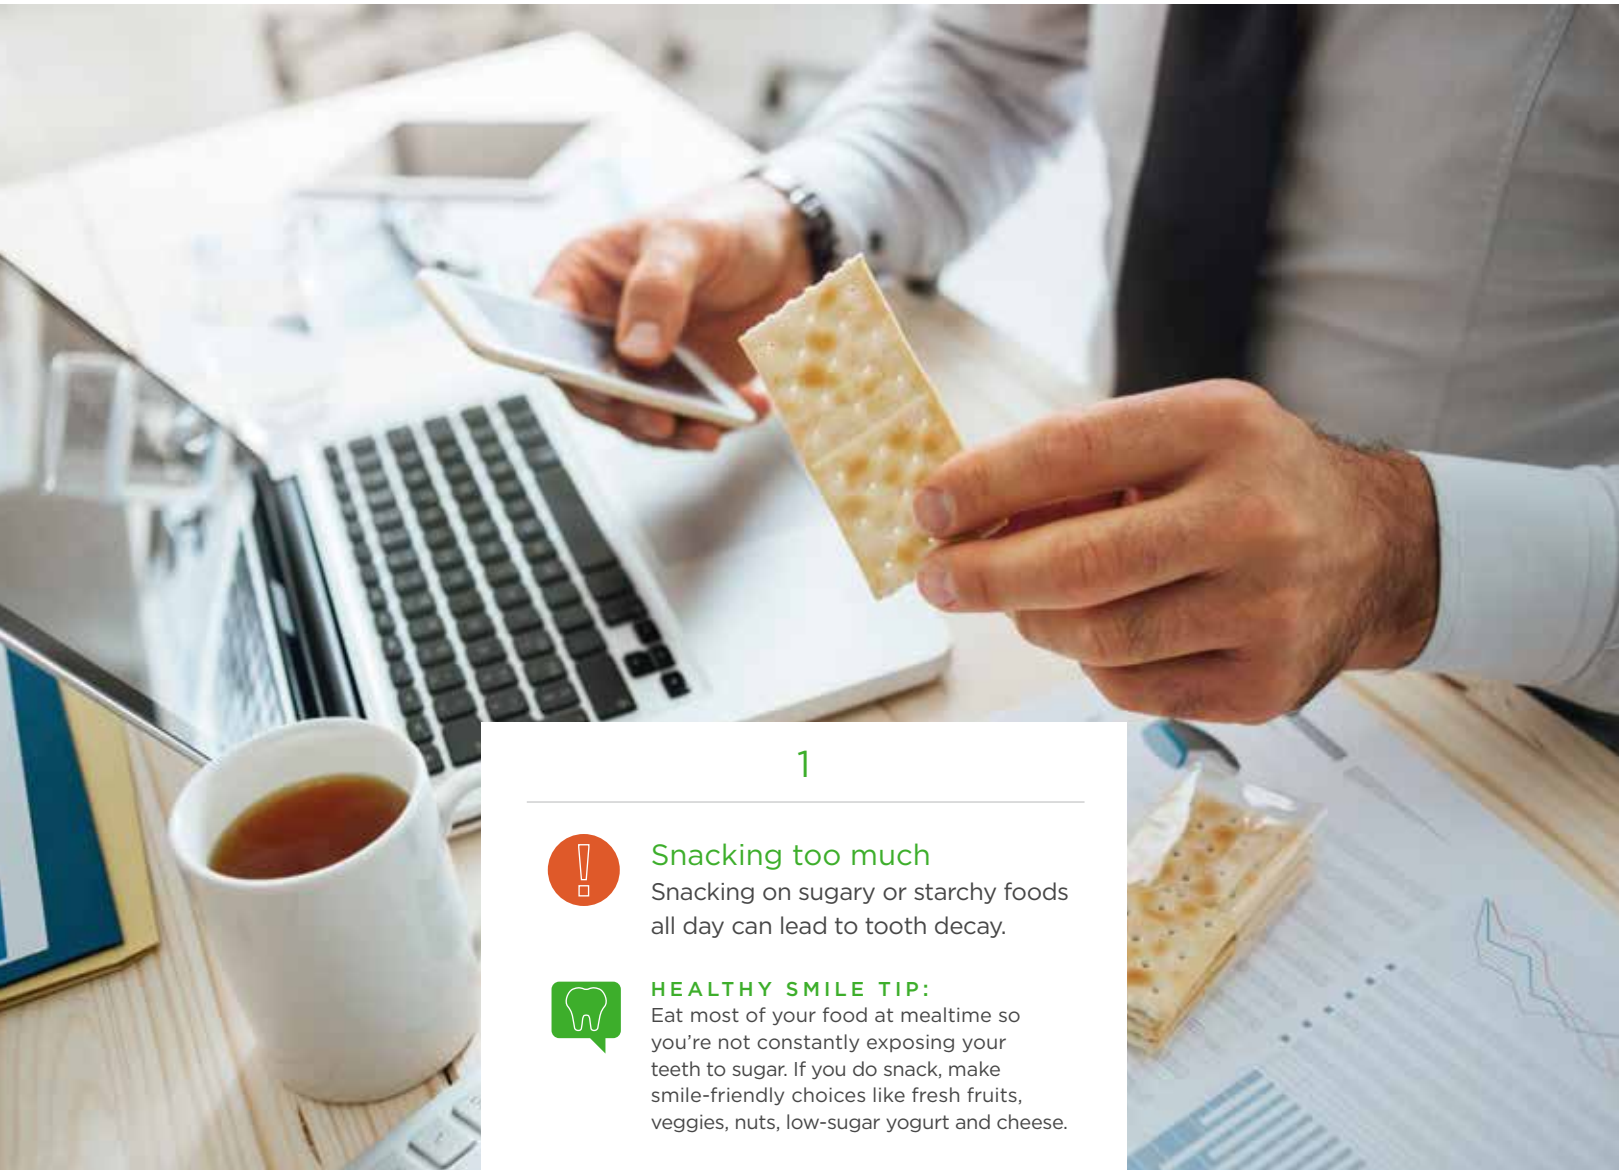 1
Snacking too much
Snacking on sugary or starchy foods
all day can lead to tooth decay.
HEALTHY SMILE TIP:
Eat most of your food at mealtime so
you’re not constantly exposing your
teeth to sugar. If you do snack, make
smile-friendly choices like fresh fruits,
veggies, nuts, low-sugar yogurt and cheese.